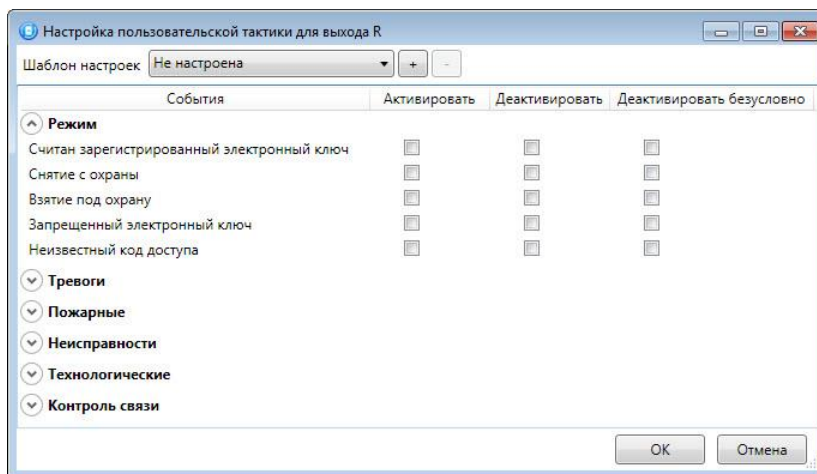 Настройка пользовательской тактики для выхода R
Шаблон настроек Не настроена + -
События Активировать Деактивировать Деактивировать безусловно
Режим
Считан зарегистрированный электронный ключ
Снятие с охраны
Взятие под охрану
Запрещенный электронный ключ
Неизвестный код доступа
Тревоги
Пожарные
Неисправности
Технологические
Контроль связи
OK Отмена